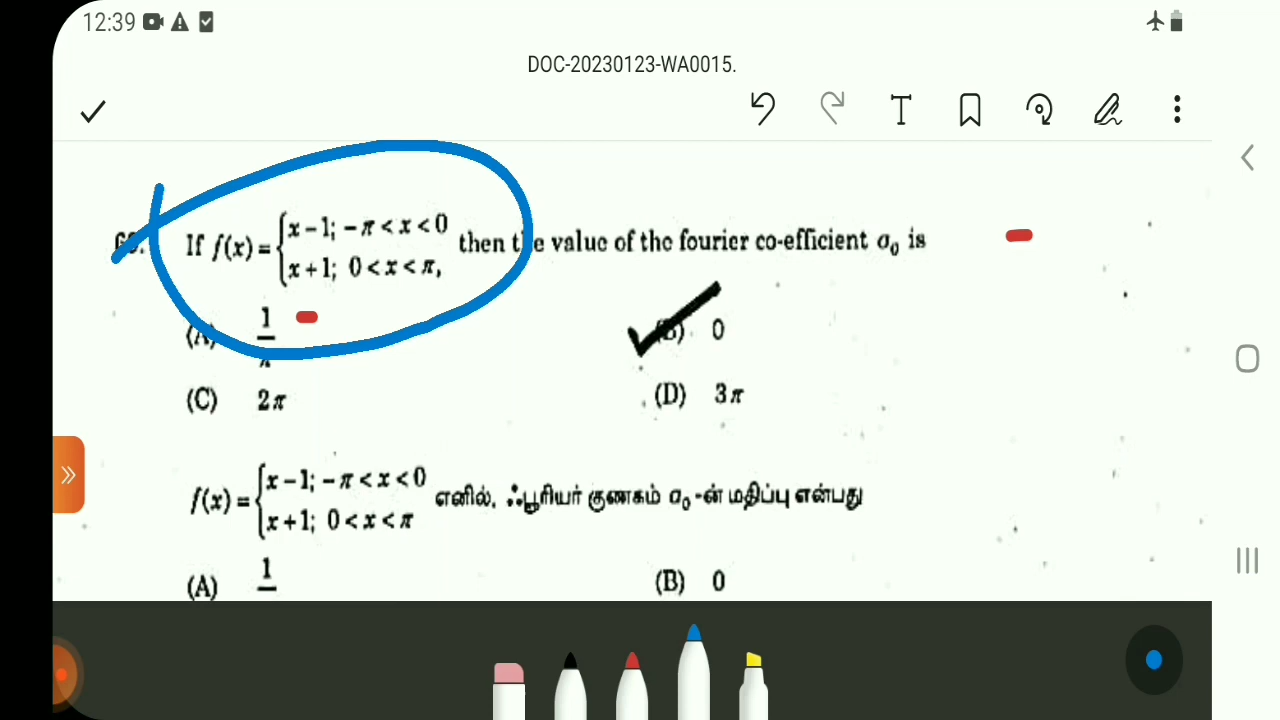 12:39
DOC-20230123-WA0015.
T
If f(x) = { x – 1; – π < x < 0
x + 1; 0 < x < π, then the value of the fourier co-efficient a₀ is
(A) 1/π
(B) 0
(C) 2π
(D) 3π
f(x) = { x – 1; – π < x < 0
x + 1; 0 < x < π எனில், ஃபூரியர் குணகம் a₀ -ன் மதிப்பு என்பது
(A) 1
(B) 0